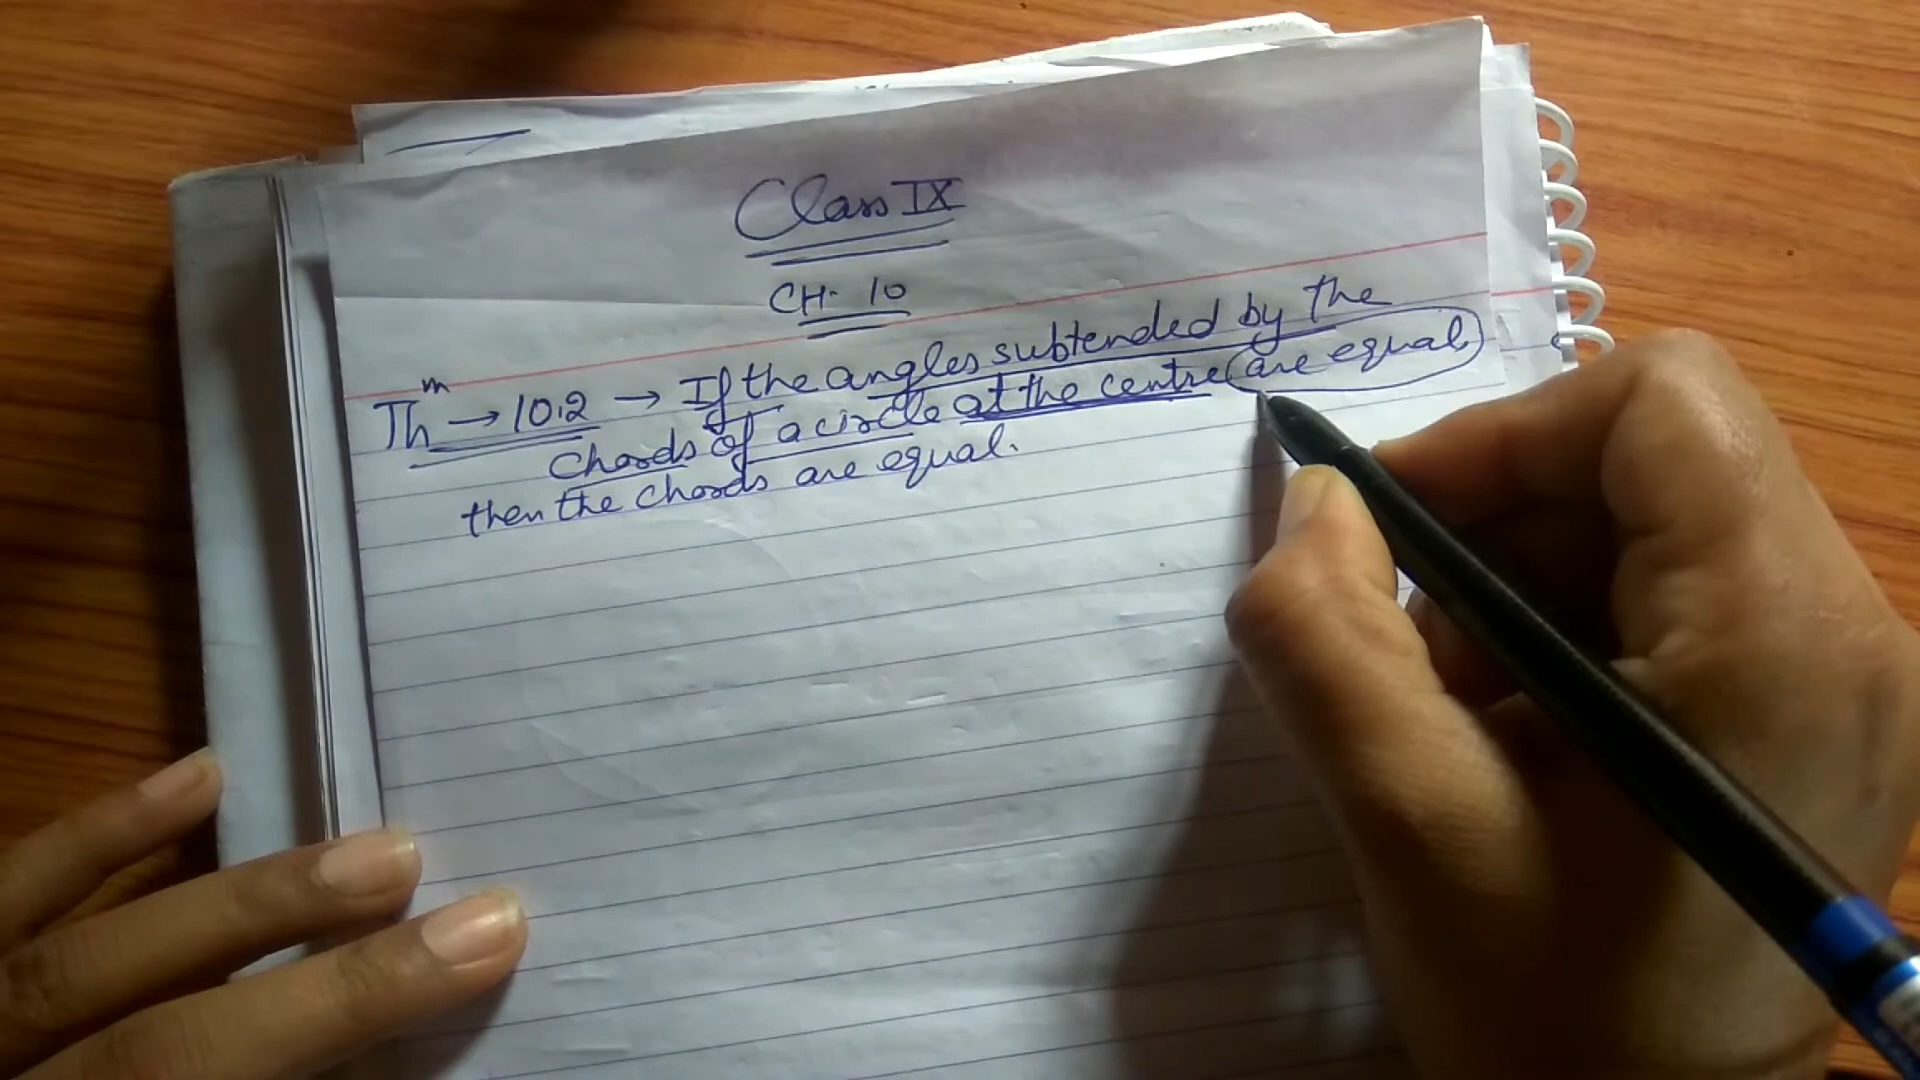 Class IX
CH. 10
Thm → 10.2 → If the angles subtended by the
chords of a circle at the centre are equal
then the chords are equal.